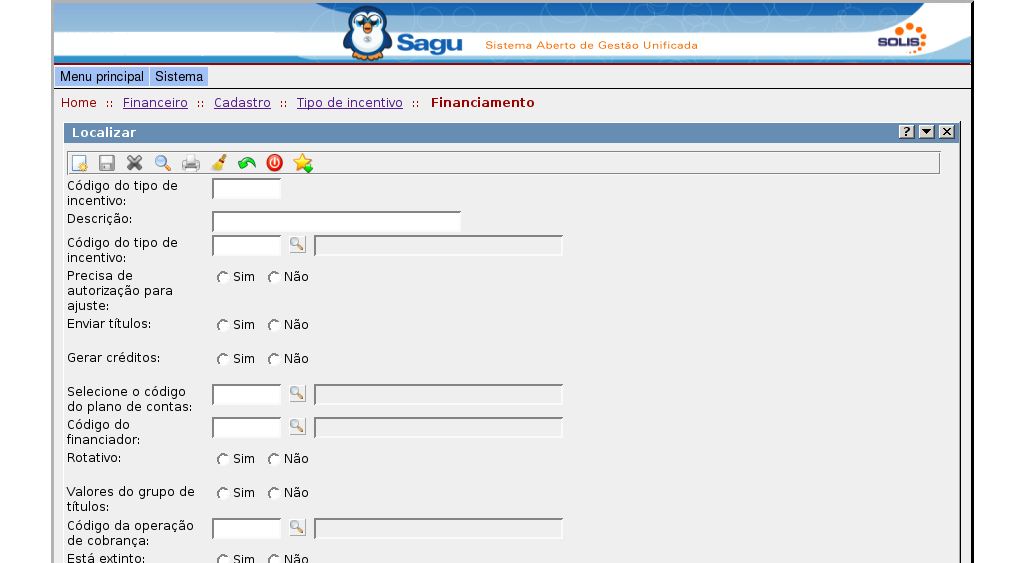 Sagu Sistema Aberto de Gestão Unificada SOLIS
Menu principal Sistema
Home :: Financeiro :: Cadastro :: Tipo de incentivo :: Financiamento
Localizar
Código do tipo de
incentivo:
Descrição:
Código do tipo de
incentivo:
Precisa de
autorização para
ajuste:
Sim Não
Enviar títulos: Sim Não
Gerar créditos: Sim Não
Selecione o código
do plano de contas:
Código do
financiador:
Rotativo: Sim Não
Valores do grupo de
títulos:
Sim Não
Código da operação
de cobrança:
Está extinto: Sim Não